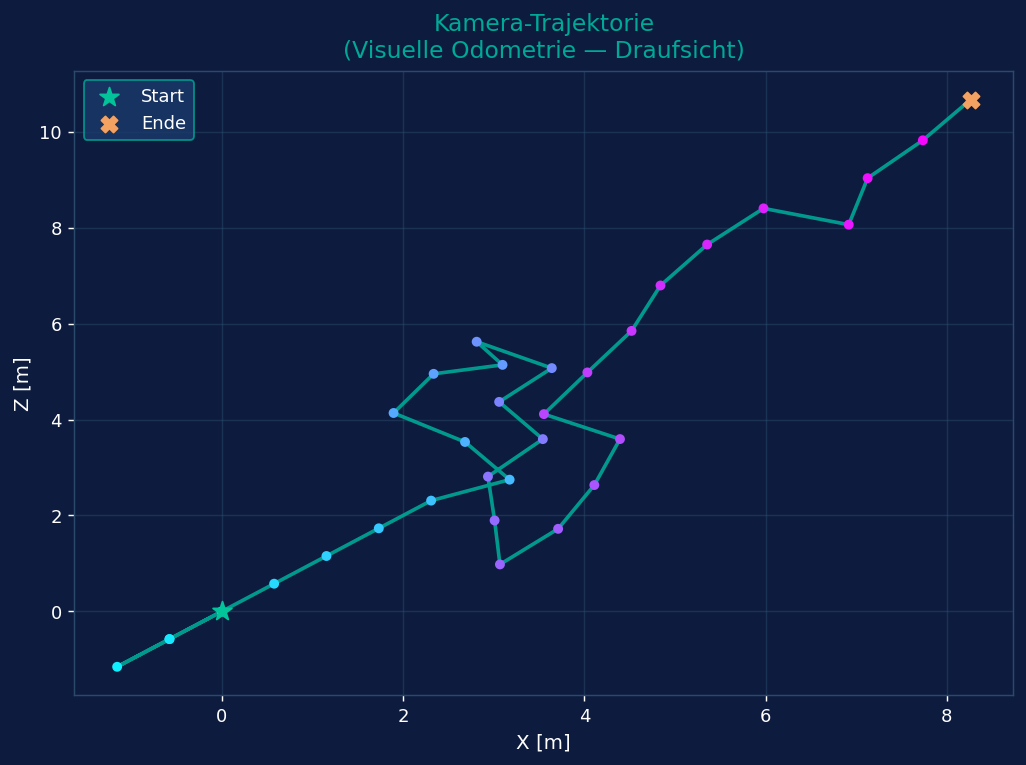 Kamera-Trajektorie
(Visuelle Odometrie — Draufsicht)
Start
Ende
10
8
6
4
2
0
Z [m]
0 2 4 6 8
X [m]